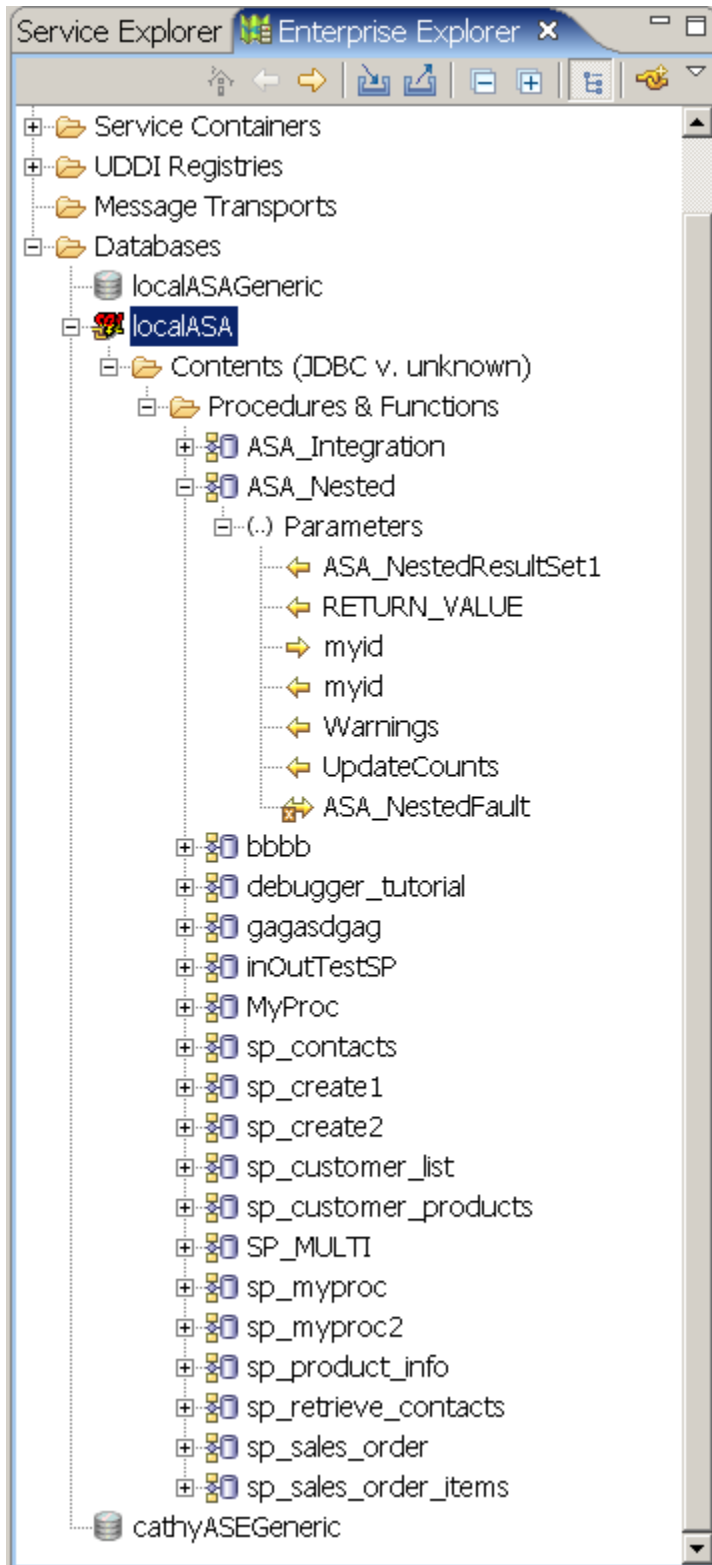 Service Explorer Enterprise Explorer
Service Containers
UDDI Registries
Message Transports
Databases
localASAGeneric
localASA
Contents (JDBC v. unknown)
Procedures & Functions
ASA_Integration
ASA_Nested
(..) Parameters
ASA_NestedResultSet1
RETURN_VALUE
myid
myid
Warnings
UpdateCounts
ASA_NestedFault
bbbb
debugger_tutorial
gagasdgag
inOutTestSP
MyProc
sp_contacts
sp_create1
sp_create2
sp_customer_list
sp_customer_products
SP_MULTI
sp_myproc
sp_myproc2
sp_product_info
sp_retrieve_contacts
sp_sales_order
sp_sales_order_items
cathyASEGeneric